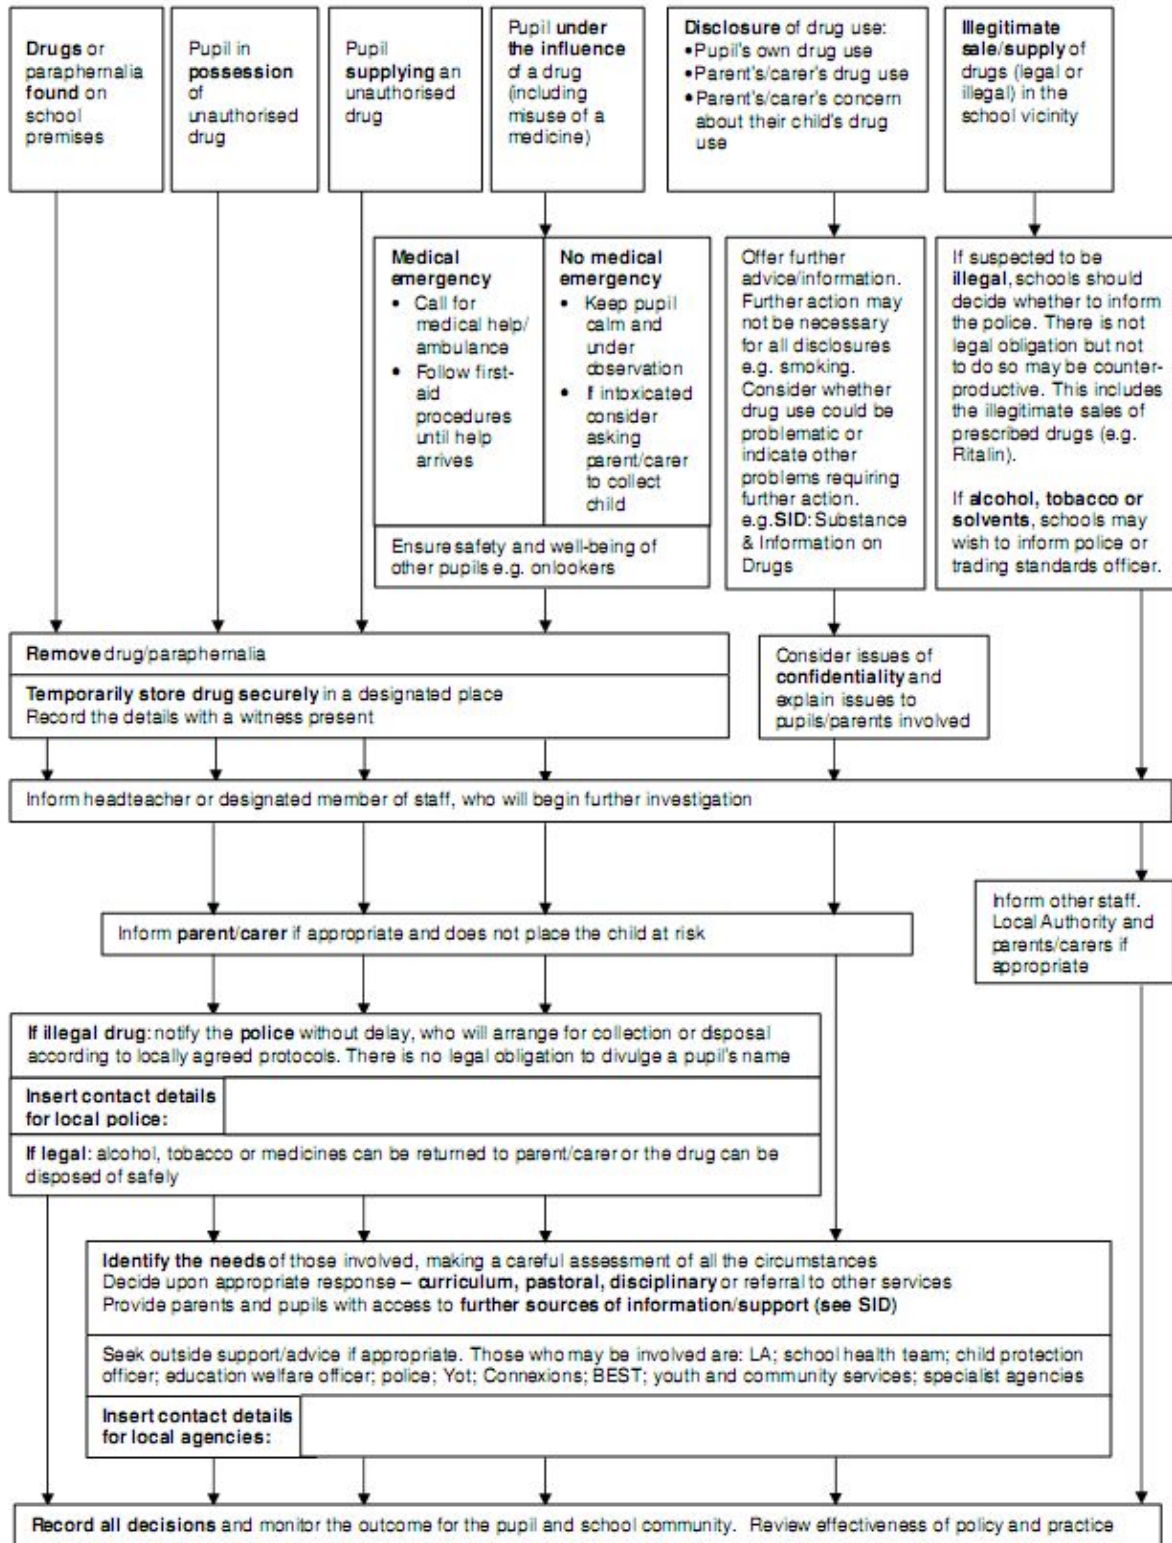 Drugs or
paraphernalia
found on
school
premises
Pupil in
possession
of
unauthorised
drug
Pupil
supplying an
unauthorised
drug
Pupil under
the influence
of a drug
(including
misuse of a
medicine)
Disclosure of drug use:
•Pupil's own drug use
•Parent's/carer's drug use
•Parent's/carer's concern
about their child's drug
use
Illegitimate
sale/supply of
drugs (legal or
illegal) in the
school vicinity
Medical
emergency
• Call for
medical help/
ambulance
• Follow first-
aid
procedures
until help
arrives
No medical
emergency
• Keep pupil
calm and
under
observation
• If intoxicated
consider
asking
parent/carer
to collect
child
Ensure safety and well-being of
other pupils e.g. onlookers
Offer further
advice/information.
Further action may
not be necessary
for all disclosures
e.g. smoking.
Consider whether
drug use could be
problematic or
indicate other
problems requiring
further action.
e.g.SID: Substance
& Information on
Drugs
If suspected to be
illegal, schools should
decide whether to inform
the police. There is not
legal obligation but not
to do so may be counter-
productive. This includes
the illegitimate sales of
prescribed drugs (e.g.
Ritalin).
If alcohol, tobacco or
solvents, schools may
wish to inform police or
trading standards officer.
Remove drug/paraphernalia
Temporarily store drug securely in a designated place
Record the details with a witness present
Consider issues of
confidentiality and
explain issues to
pupils/parents involved
Inform headteacher or designated member of staff, who will begin further investigation
Inform parent/carer if appropriate and does not place the child at risk
Inform other staff.
Local Authority and
parents/carers if
appropriate
If illegal drug: notify the police without delay, who will arrange for collection or disposal
according to locally agreed protocols. There is no legal obligation to divulge a pupil's name
Insert contact details
for local police:
If legal: alcohol, tobacco or medicines can be returned to parent/carer or the drug can be
disposed of safely
Identify the needs of those involved, making a careful assessment of all the circumstances
Decide upon appropriate response – curriculum, pastoral, disciplinary or referral to other services
Provide parents and pupils with access to further sources of information/support (see SID)
Seek outside support/advice if appropriate. Those who may be involved are: LA; school health team; child protection
officer; education welfare officer; police; Yot; Connexions; BEST; youth and community services; specialist agencies
Insert contact details
for local agencies:
Record all decisions and monitor the outcome for the pupil and school community. Review effectiveness of policy and practice